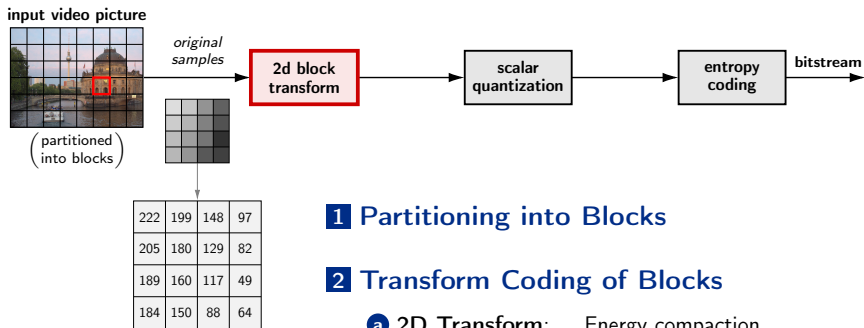 input video picture
(partitioned
into blocks)
original
samples
2d block
transform
scalar
quantization
entropy
coding
bitstream
222 199 148 97
205 180 129 82
189 160 117 49
184 150 88 64
1 Partitioning into Blocks
2 Transform Coding of Blocks
a 2D Transform: Energy compaction